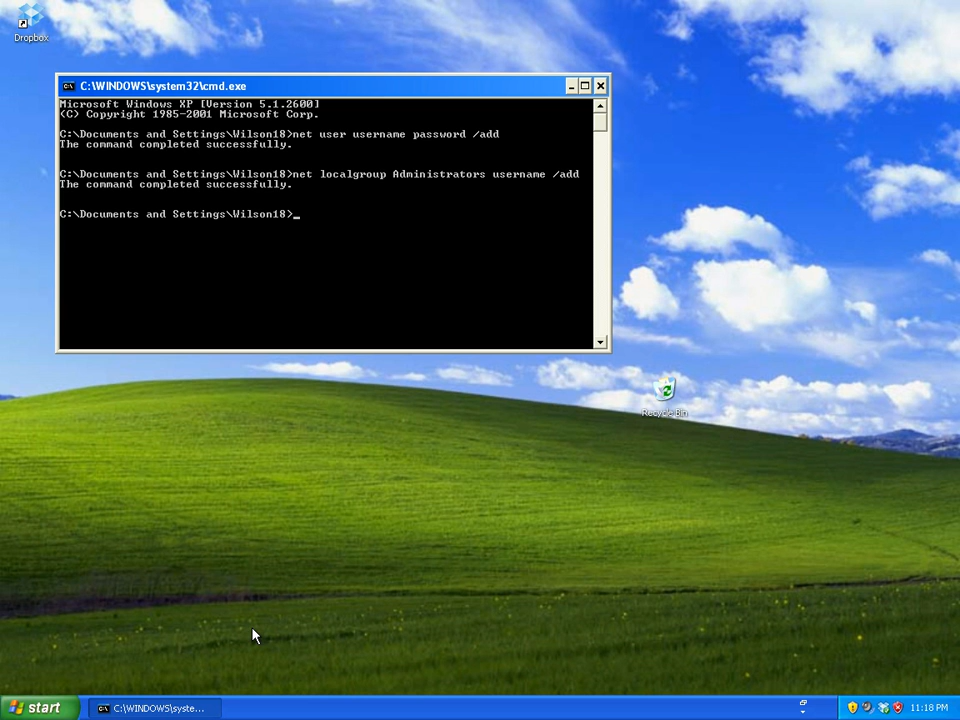 Dropbox
C:\WINDOWS\system32\cmd.exe
Microsoft Windows XP [Version 5.1.2600]
(C) Copyright 1985-2001 Microsoft Corp.
C:\Documents and Settings\Wilson18>net user username password /add
The command completed successfully.
C:\Documents and Settings\Wilson18>net localgroup Administrators username /add
The command completed successfully.
C:\Documents and Settings\Wilson18>_
Recycle Bin
start
C:\WINDOWS\syste...
11:18 PM